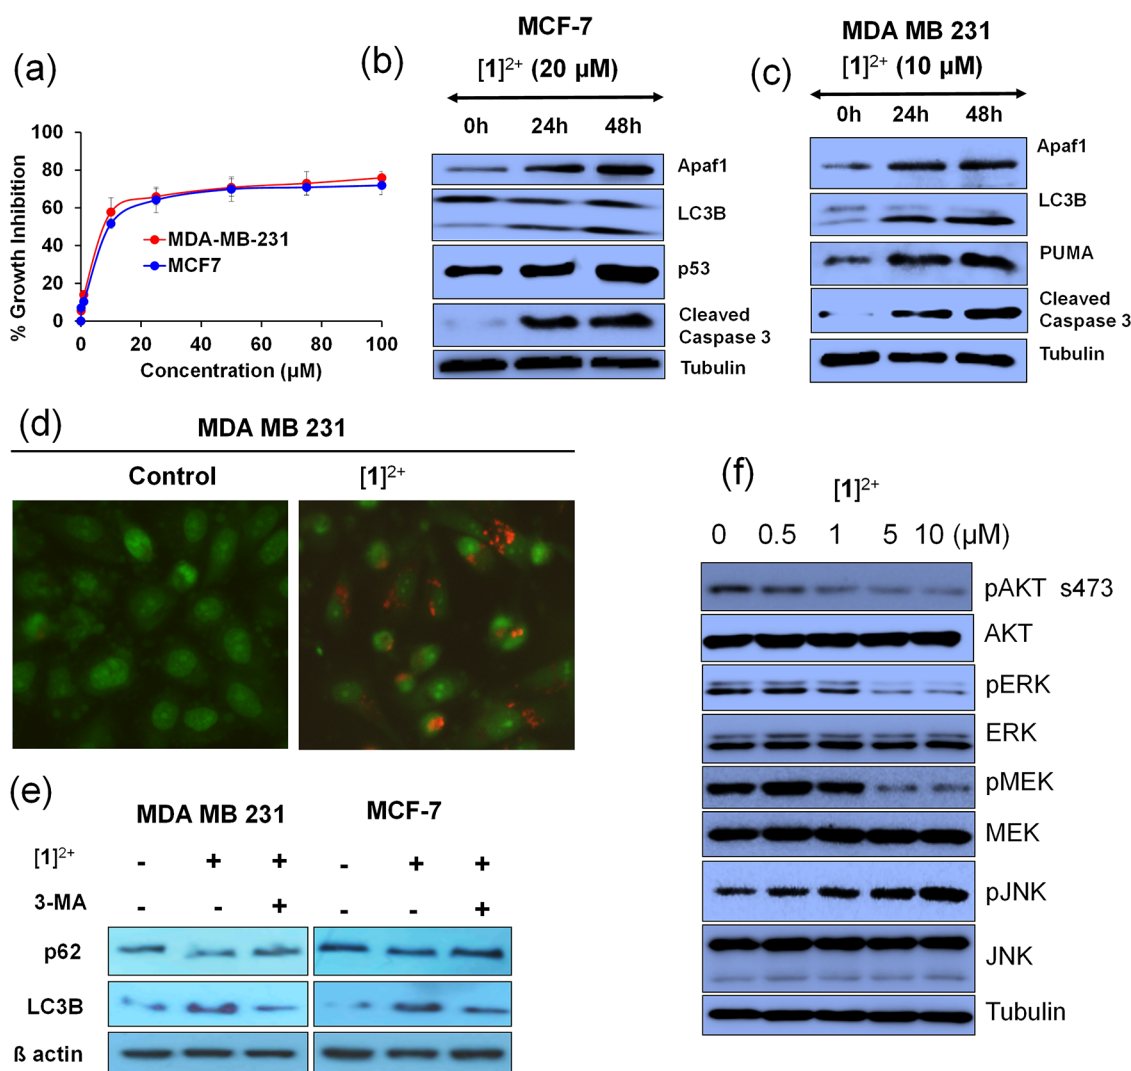 (a)
100
80
60
40
20
0
% Growth Inhibition
MDA-MB-231
MCF7
0 20 40 60 80 100
Concentration (µM)
(b)
MCF-7
[1]²⁺ (20 µM)
0h 24h 48h
Apaf1
LC3B
p53
Cleaved
Caspase 3
Tubulin
(c)
MDA MB 231
[1]²⁺ (10 µM)
0h 24h 48h
Apaf1
LC3B
PUMA
Cleaved
Caspase 3
Tubulin
(d)
MDA MB 231
Control [1]²⁺
(e)
MDA MB 231 MCF-7
[1]²⁺ - + + - + +
3-MA - - + - - +
p62
LC3B
ß actin
(f)
[1]²⁺
0 0.5 1 5 10 (µM)
pAKT s473
AKT
pERK
ERK
pMEK
MEK
pJNK
JNK
Tubulin